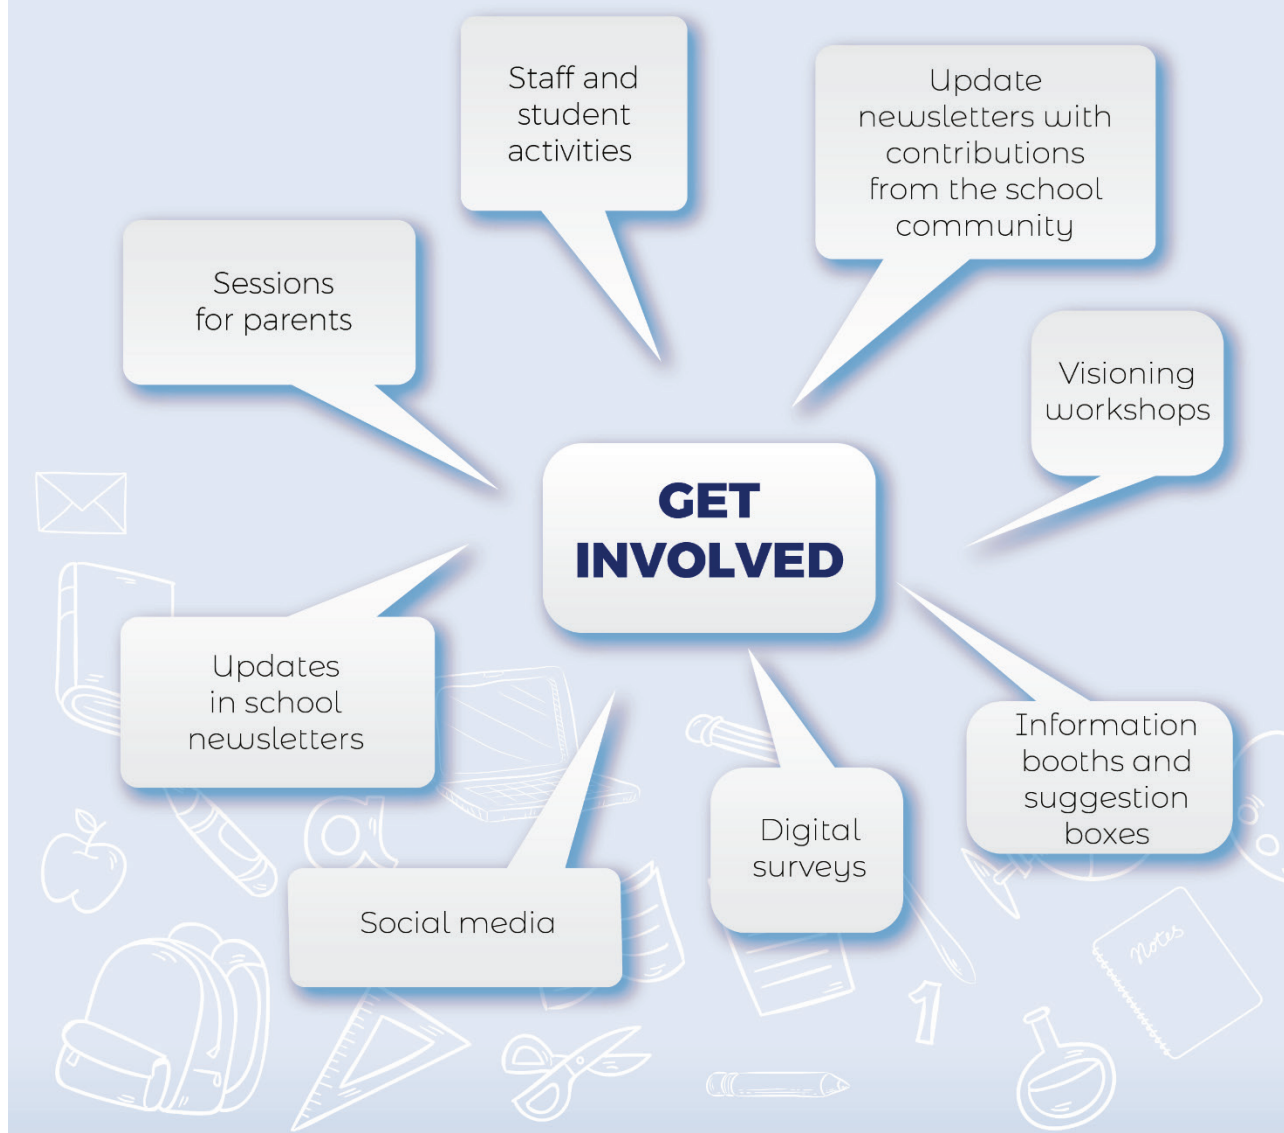 Staff and
student
activities
Update
newsletters with
contributions
from the school
community
Sessions
for parents
Visioning
workshops
GET
INVOLVED
Updates
in school
newsletters
Information
booths and
suggestion
boxes
Digital
surveys
Social media
Notes
a
1